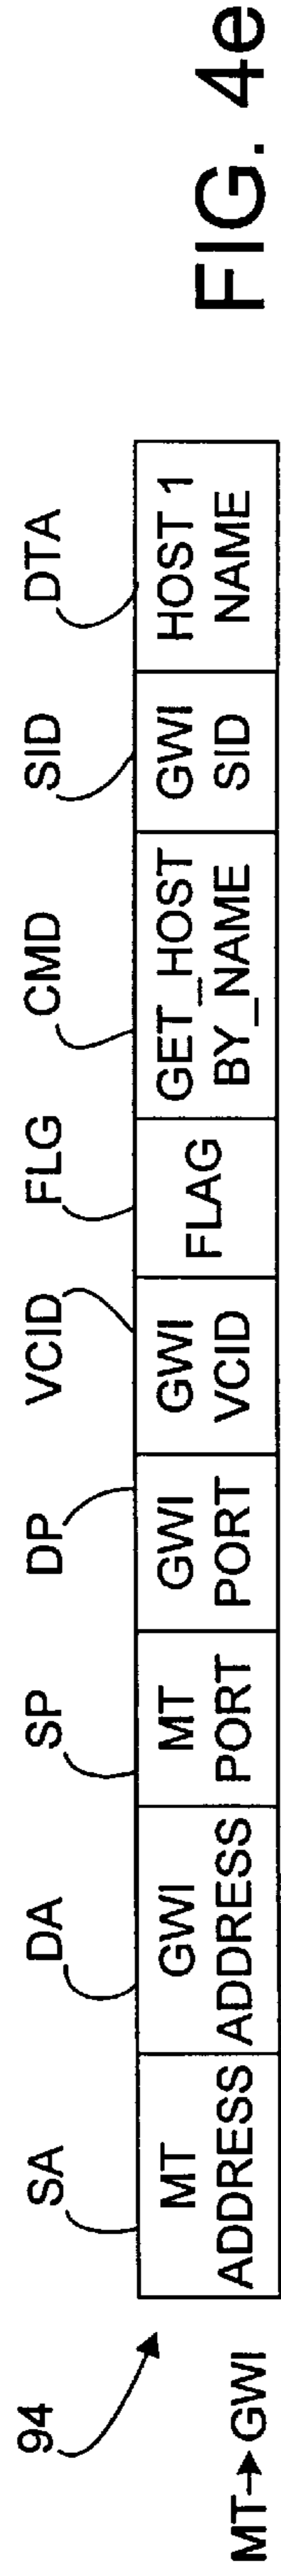 94
SA
DA
SP
DP
VCID
FLG
CMD
SID
DTA
MT
ADDRESS
GWI
ADDRESS
MT
PORT
GWI
PORT
GWI
VCID
FLAG
GET_HOST
BY_NAME
GWI
SID
HOST 1
NAME
MT→GWI
FIG. 4e